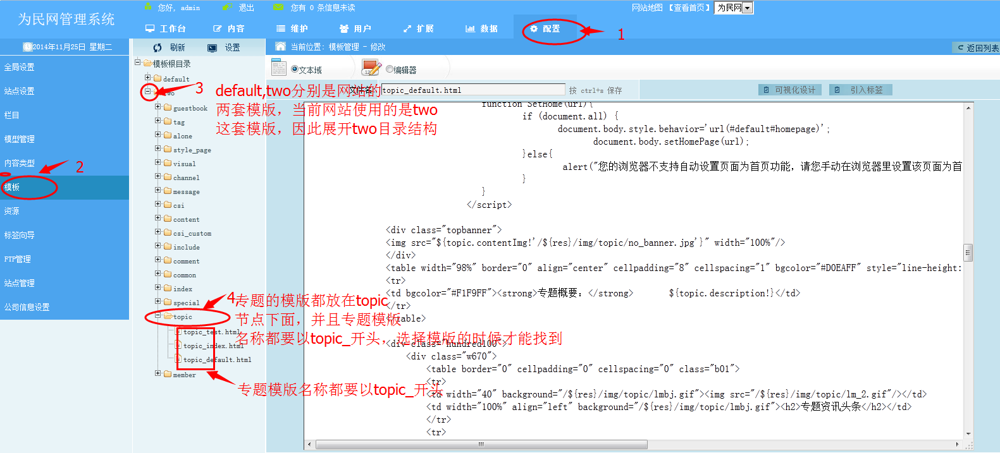 为民网管理系统
您好, admin 退出 您有 0 条信息未读
网站地图 【查看首页】 为民网
工作台 内容 维护 用户 扩展 数据 配置 1
2014年11月25日 星期二
刷新 设置
当前位置: 模板管理 - 修改
返回列表
全局设置
站点设置
栏目
模型管理
内容类型
2
模板
资源
标签向导
FTP管理
站点管理
公司信息设置
模板根目录
default
3
guestbook
tag
alone
style_page
visual
channel
message
csi
content
csi_custom
include
comment
common
index
special
topic
topic_test.html
topic_index.html
topic_default.html
member
default,two分别是网站的
两套模版，当前网站使用的是two
这套模版，因此展开two目录结构
4
专题的模版都放在topic
节点下面，并且专题模版
名称都要以topic_开头，选择模版的时候才能找到
专题模版名称都要以topic_开头
文本域 编辑器
文件名 topic_default.html 按 ctrl+s 保存
可视化设计 引入标签
function SetHome(url){
if (document.all) {
document.body.style.behavior='url(#default#homepage)';
document.body.setHomePage(url);
}else{
alert("您的浏览器不支持自动设置页面为首页功能，请您手动在浏览器里设置该页面为首
}
}
</script>
<div class="topbanner">
<img src="${topic.contentImg!'/${res}/img/topic/no_banner.jpg'}" width="100%"/>
</div>
<table width="98%" border="0" align="center" cellpadding="8" cellspacing="1" bgcolor="#D0EAFF" style="line-height:
<tr>
<td bgcolor="#F1F9FF"><strong>专题概要: </strong> ${topic.description!}</td>
</tr>
</table>
<div class="hundred100">
<div class="w670">
<table border="0" cellpadding="0" cellspacing="0" class="b01">
<tr>
<td width="40" background="/${res}/img/topic/lmbj.gif"><img src="/${res}/img/topic/lm_2.gif"/></td>
<td width="100%" align="left" background="/${res}/img/topic/lmbj.gif"><h2>专题资讯头条</h2></td>
</tr>
<tr>